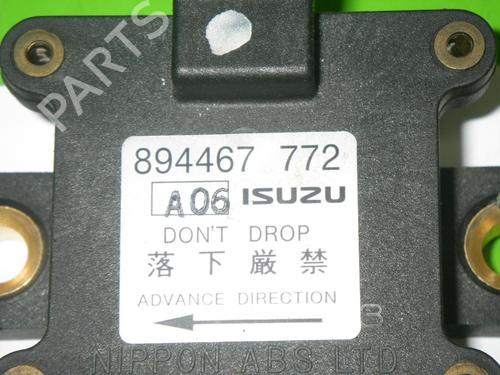 PARTS
894467 772
A06 ISUZU
DON'T DROP
落下厳禁
ADVANCE DIRECTION
NIPPON ABS LTD.